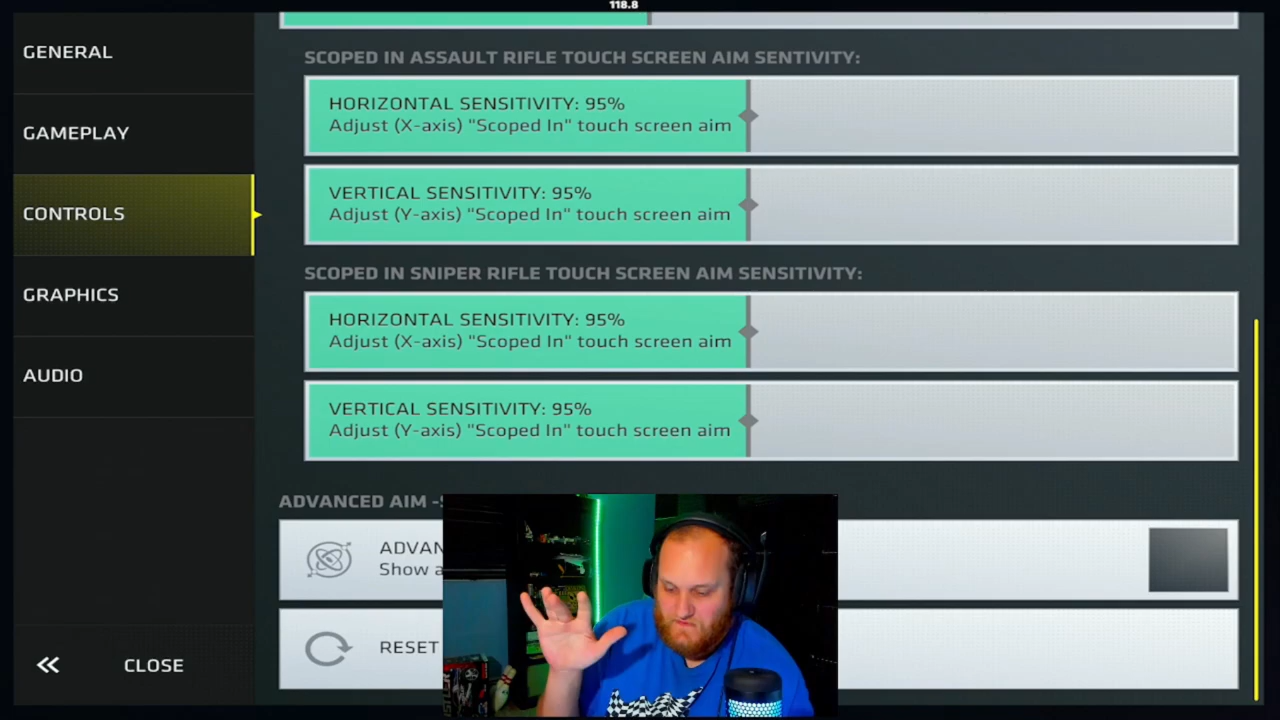 118.8
GENERAL
GAMEPLAY
CONTROLS
GRAPHICS
AUDIO
CLOSE
SCOPED IN ASSAULT RIFLE TOUCH SCREEN AIM SENTIVITY:
HORIZONTAL SENSITIVITY: 95%
Adjust (X-axis) "Scoped In" touch screen aim
VERTICAL SENSITIVITY: 95%
Adjust (Y-axis) "Scoped In" touch screen aim
SCOPED IN SNIPER RIFLE TOUCH SCREEN AIM SENSITIVITY:
HORIZONTAL SENSITIVITY: 95%
Adjust (X-axis) "Scoped In" touch screen aim
VERTICAL SENSITIVITY: 95%
Adjust (Y-axis) "Scoped In" touch screen aim
ADVANCED AIM -S
ADVAN
Show a
RESET